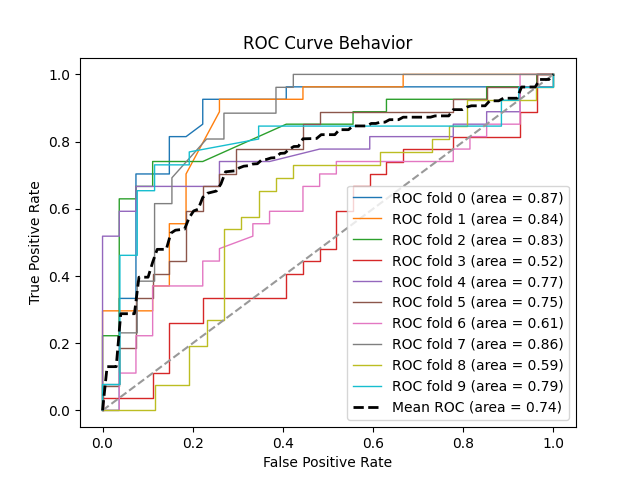 ROC Curve Behavior
True Positive Rate
1.0
0.8
0.6
0.4
0.2
0.0
ROC fold 0 (area = 0.87)
ROC fold 1 (area = 0.84)
ROC fold 2 (area = 0.83)
ROC fold 3 (area = 0.52)
ROC fold 4 (area = 0.77)
ROC fold 5 (area = 0.75)
ROC fold 6 (area = 0.61)
ROC fold 7 (area = 0.86)
ROC fold 8 (area = 0.59)
ROC fold 9 (area = 0.79)
Mean ROC (area = 0.74)
0.0 0.2 0.4 0.6 0.8 1.0
False Positive Rate